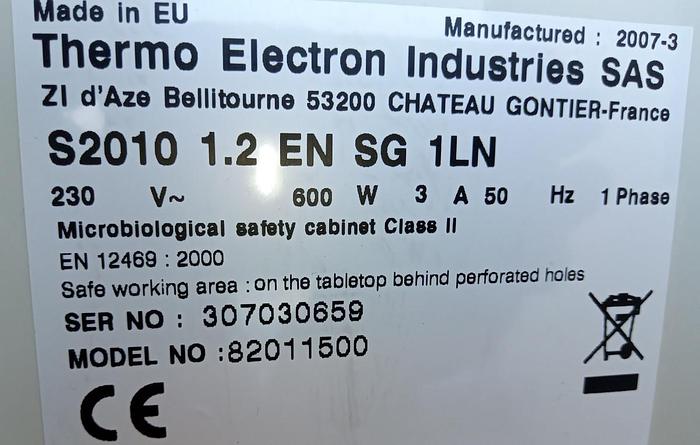 Made in EU
Manufactured : 2007-3
Thermo Electron Industries SAS
ZI d'Aze Bellitourne 53200 CHATEAU GONTIER-France
S2010 1.2 EN SG 1LN
230 V~ 600 W 3 A 50 Hz 1 Phase
Microbiological safety cabinet Class II
EN 12469 : 2000
Safe working area : on the tabletop behind perforated holes
SER NO : 307030659
MODEL NO :82011500
CE